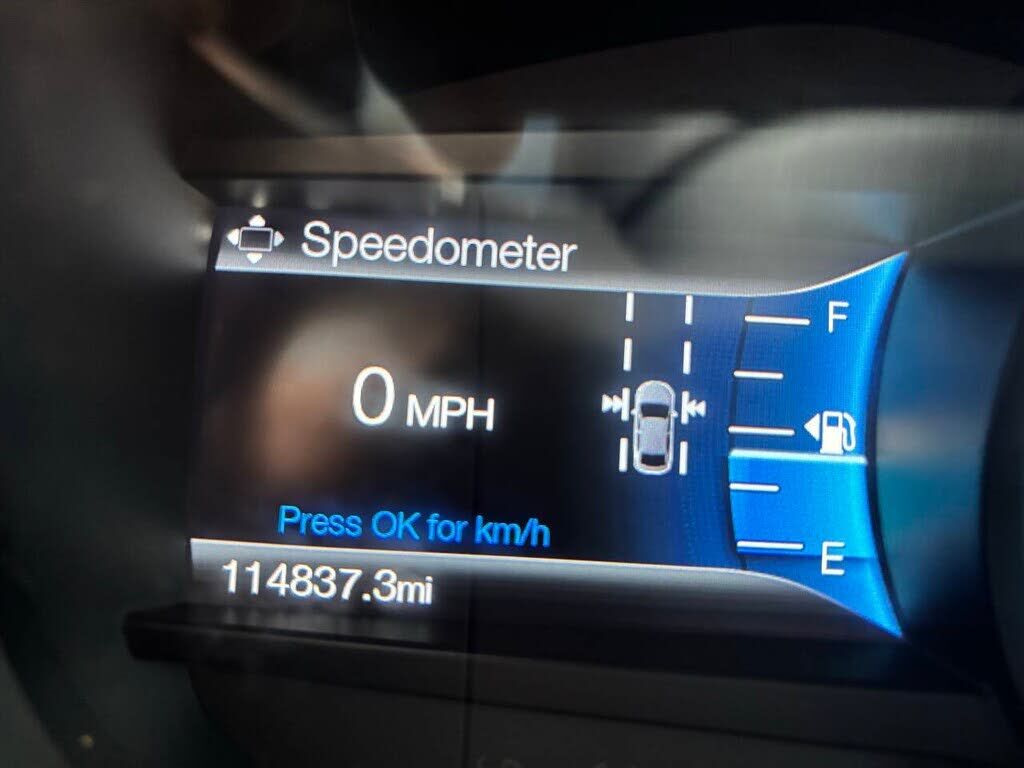 Speedometer
F
0 MPH
Press OK for km/h
E
114837.3mi